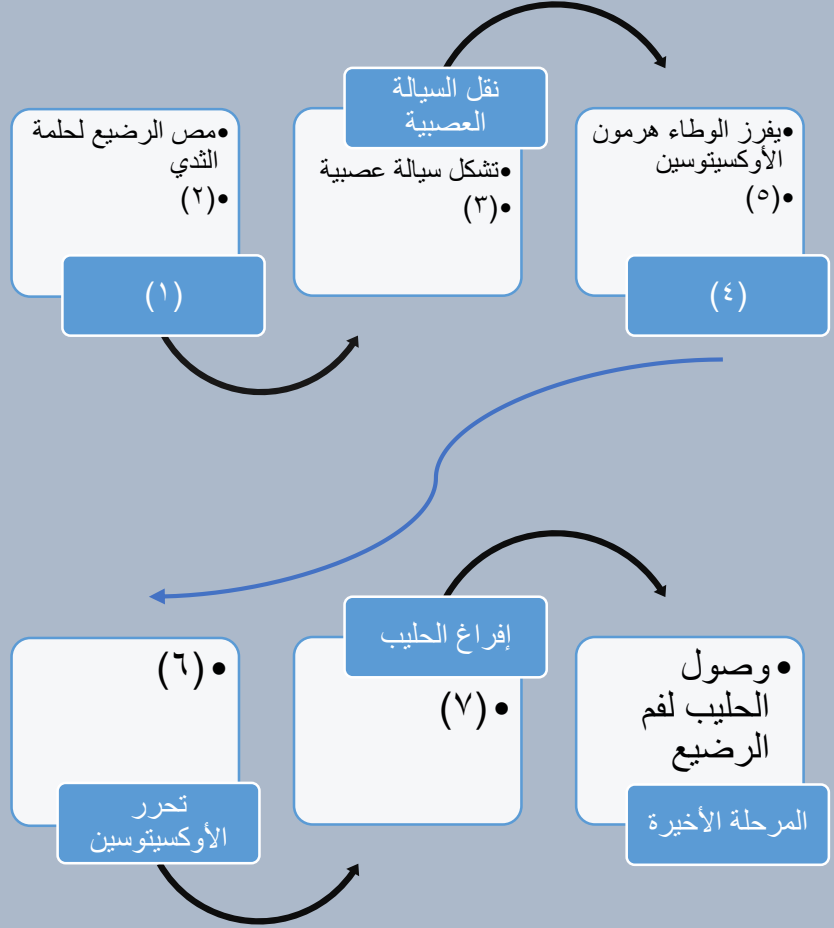 •مص الرضيع لحلمة
الثدي
•(٢)
(١)
نقل السيالة
العصبية
•تشكل سيالة عصبية
•(٣)
•يفرز الوطاء هرمون
الأوكسيتوسين
•(٥)
(٤)
•(٦)
تحرر
الأوكسيتوسين
إفراغ الحليب
•(٧)
•وصول
الحليب لفم
الرضيع
المرحلة الأخيرة